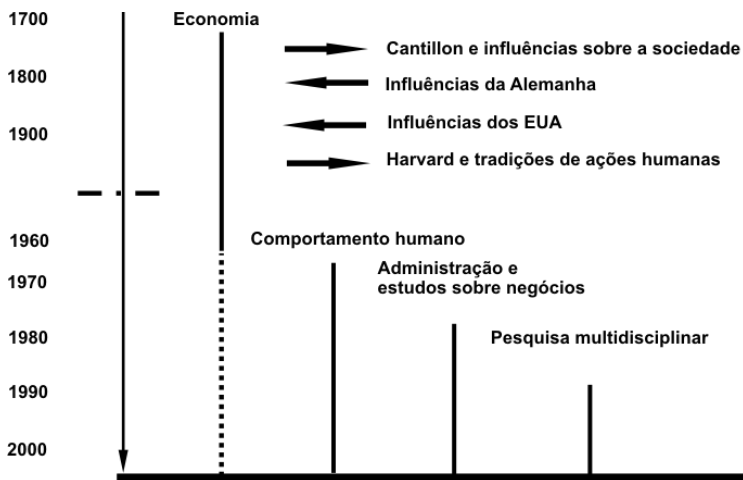 1700
Economia
Cantillon e influências sobre a sociedade
1800
Influências da Alemanha
1900
Influências dos EUA
Harvard e tradições de ações humanas
1960
Comportamento humano
1970
Administração e
estudos sobre negócios
1980
Pesquisa multidisciplinar
1990
2000